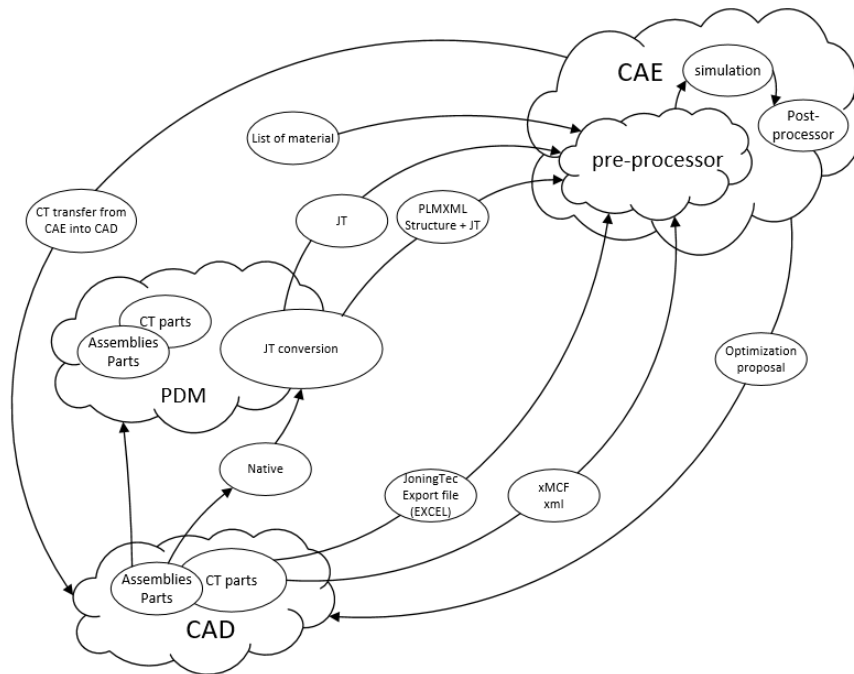 CAE
simulation
Post-
processor
pre-processor
List of material
CT transfer from
CAE into CAD
JT
PLMXML
Structure + JT
CT parts
Assemblies
Parts
JT conversion
PDM
Optimization
proposal
Native
JoningTec
Export file
(EXCEL)
xMCF
xml
Assemblies
Parts
CT parts
CAD